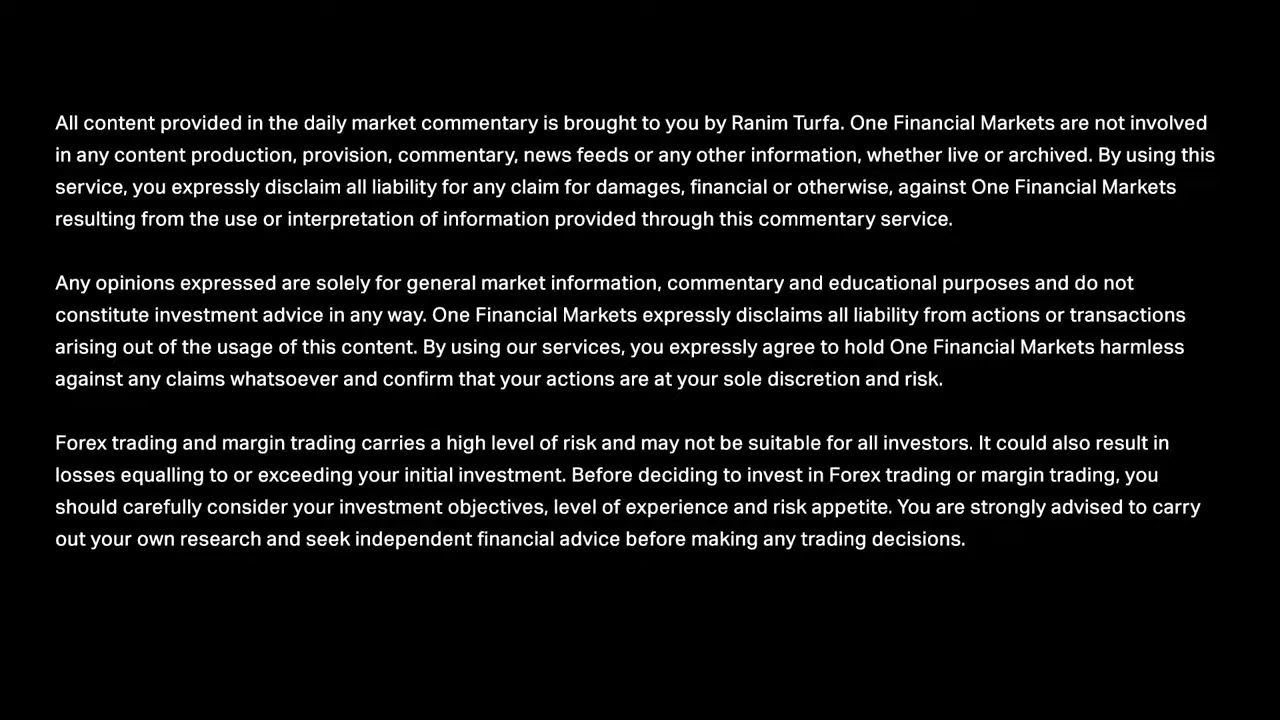 All content provided in the daily market commentary is brought to you by Ranim Turfa. One Financial Markets are not involved
in any content production, provision, commentary, news feeds or any other information, whether live or archived. By using this
service, you expressly disclaim all liability for any claim for damages, financial or otherwise, against One Financial Markets
resulting from the use or interpretation of information provided through this commentary service.
Any opinions expressed are solely for general market information, commentary and educational purposes and do not
constitute investment advice in any way. One Financial Markets expressly disclaims all liability from actions or transactions
arising out of the usage of this content. By using our services, you expressly agree to hold One Financial Markets harmless
against any claims whatsoever and confirm that your actions are at your sole discretion and risk.
Forex trading and margin trading carries a high level of risk and may not be suitable for all investors. It could also result in
losses equalling to or exceeding your initial investment. Before deciding to invest in Forex trading or margin trading, you
should carefully consider your investment objectives, level of experience and risk appetite. You are strongly advised to carry
out your own research and seek independent financial advice before making any trading decisions.